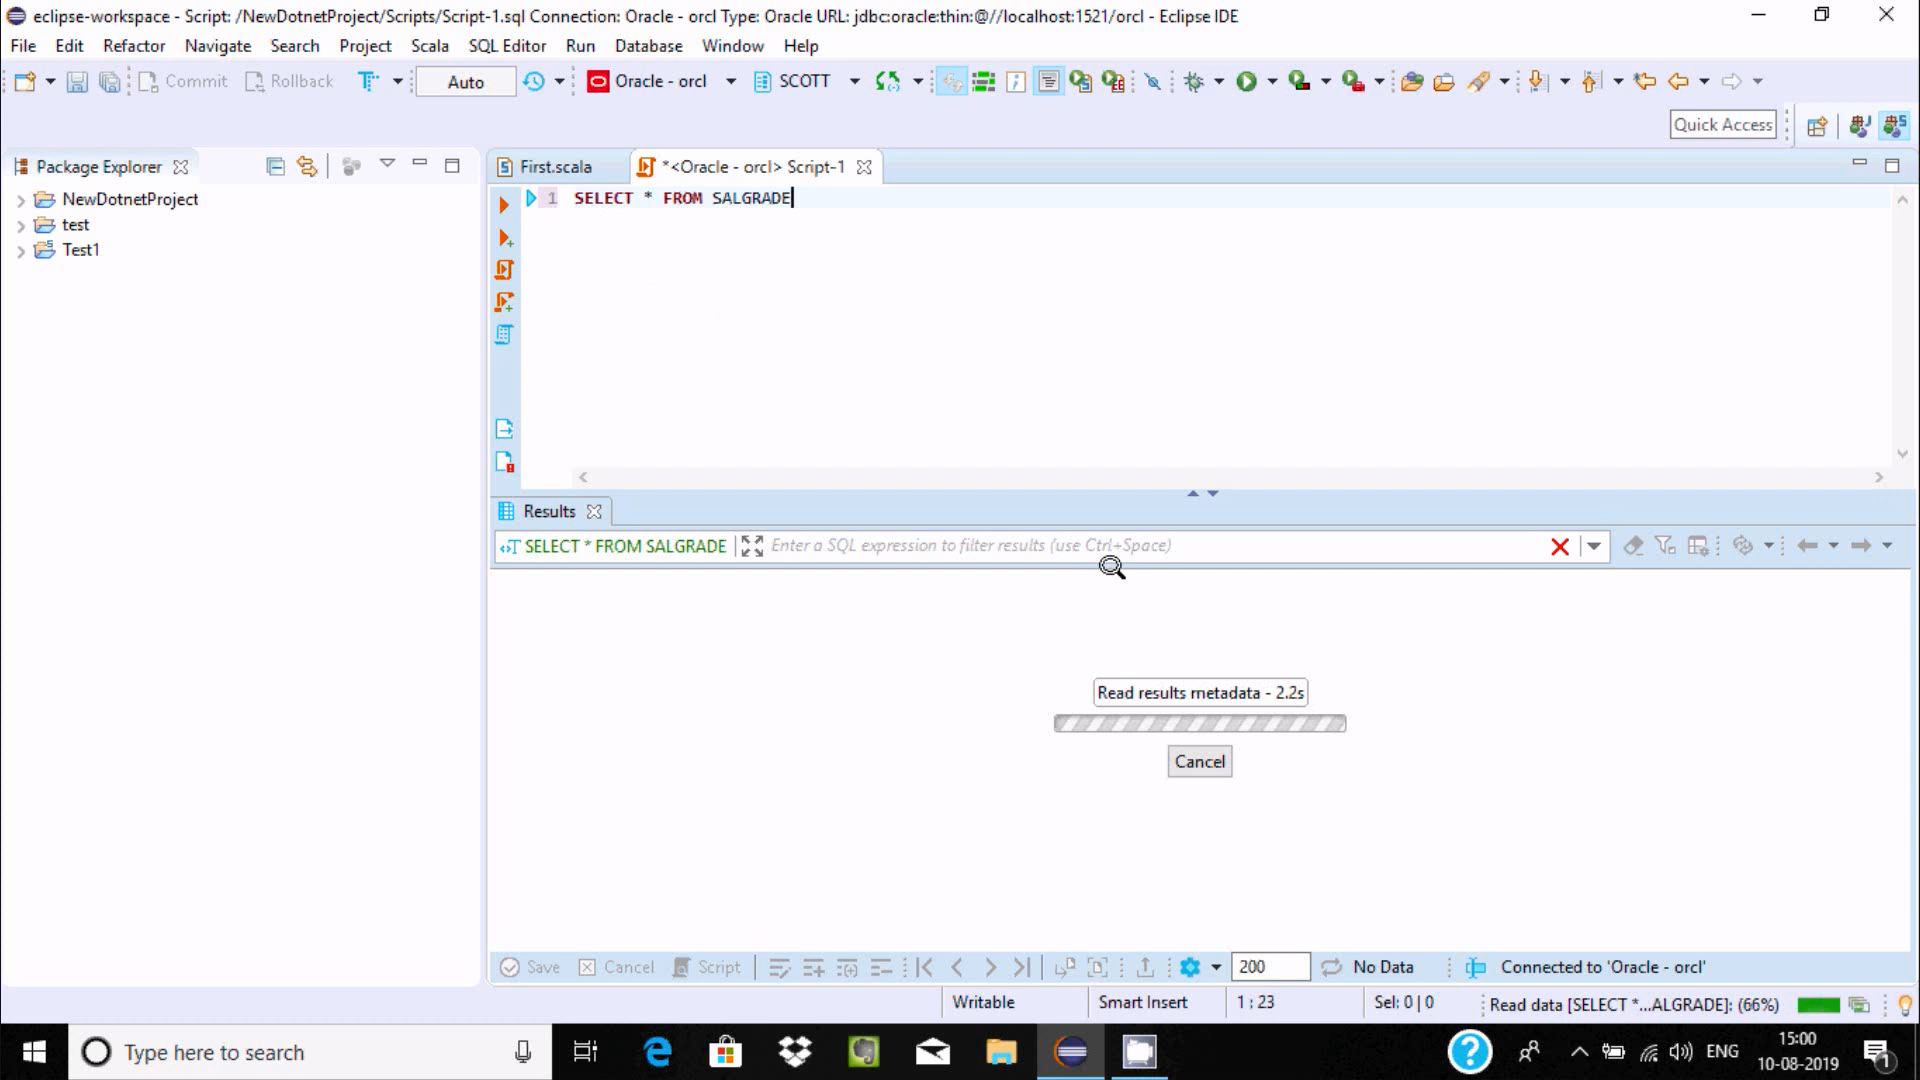 eclipse-workspace - Script: /NewDotnetProject/Scripts/Script-1.sql Connection: Oracle - orcl Type: Oracle URL: jdbc:oracle:thin:@//localhost:1521/orcl - Eclipse IDE
File Edit Refactor Navigate Search Project Scala SQL Editor Run Database Window Help
Commit Rollback Auto Oracle - orcl SCOTT
Quick Access
Package Explorer
NewDotnetProject
test
Test1
First.scala
*<Oracle - orcl> Script-1
1 SELECT * FROM SALGRADE
Results
SELECT * FROM SALGRADE Enter a SQL expression to filter results (use Ctrl+Space)
Read results metadata - 2.2s
Cancel
Save Cancel Script 200 No Data Connected to 'Oracle - orcl'
Writable Smart Insert 1 : 23 Sel: 0 | 0 Read data [SELECT *...ALGRADE]: (66%)
Type here to search
ENG
15:00
10-08-2019
1